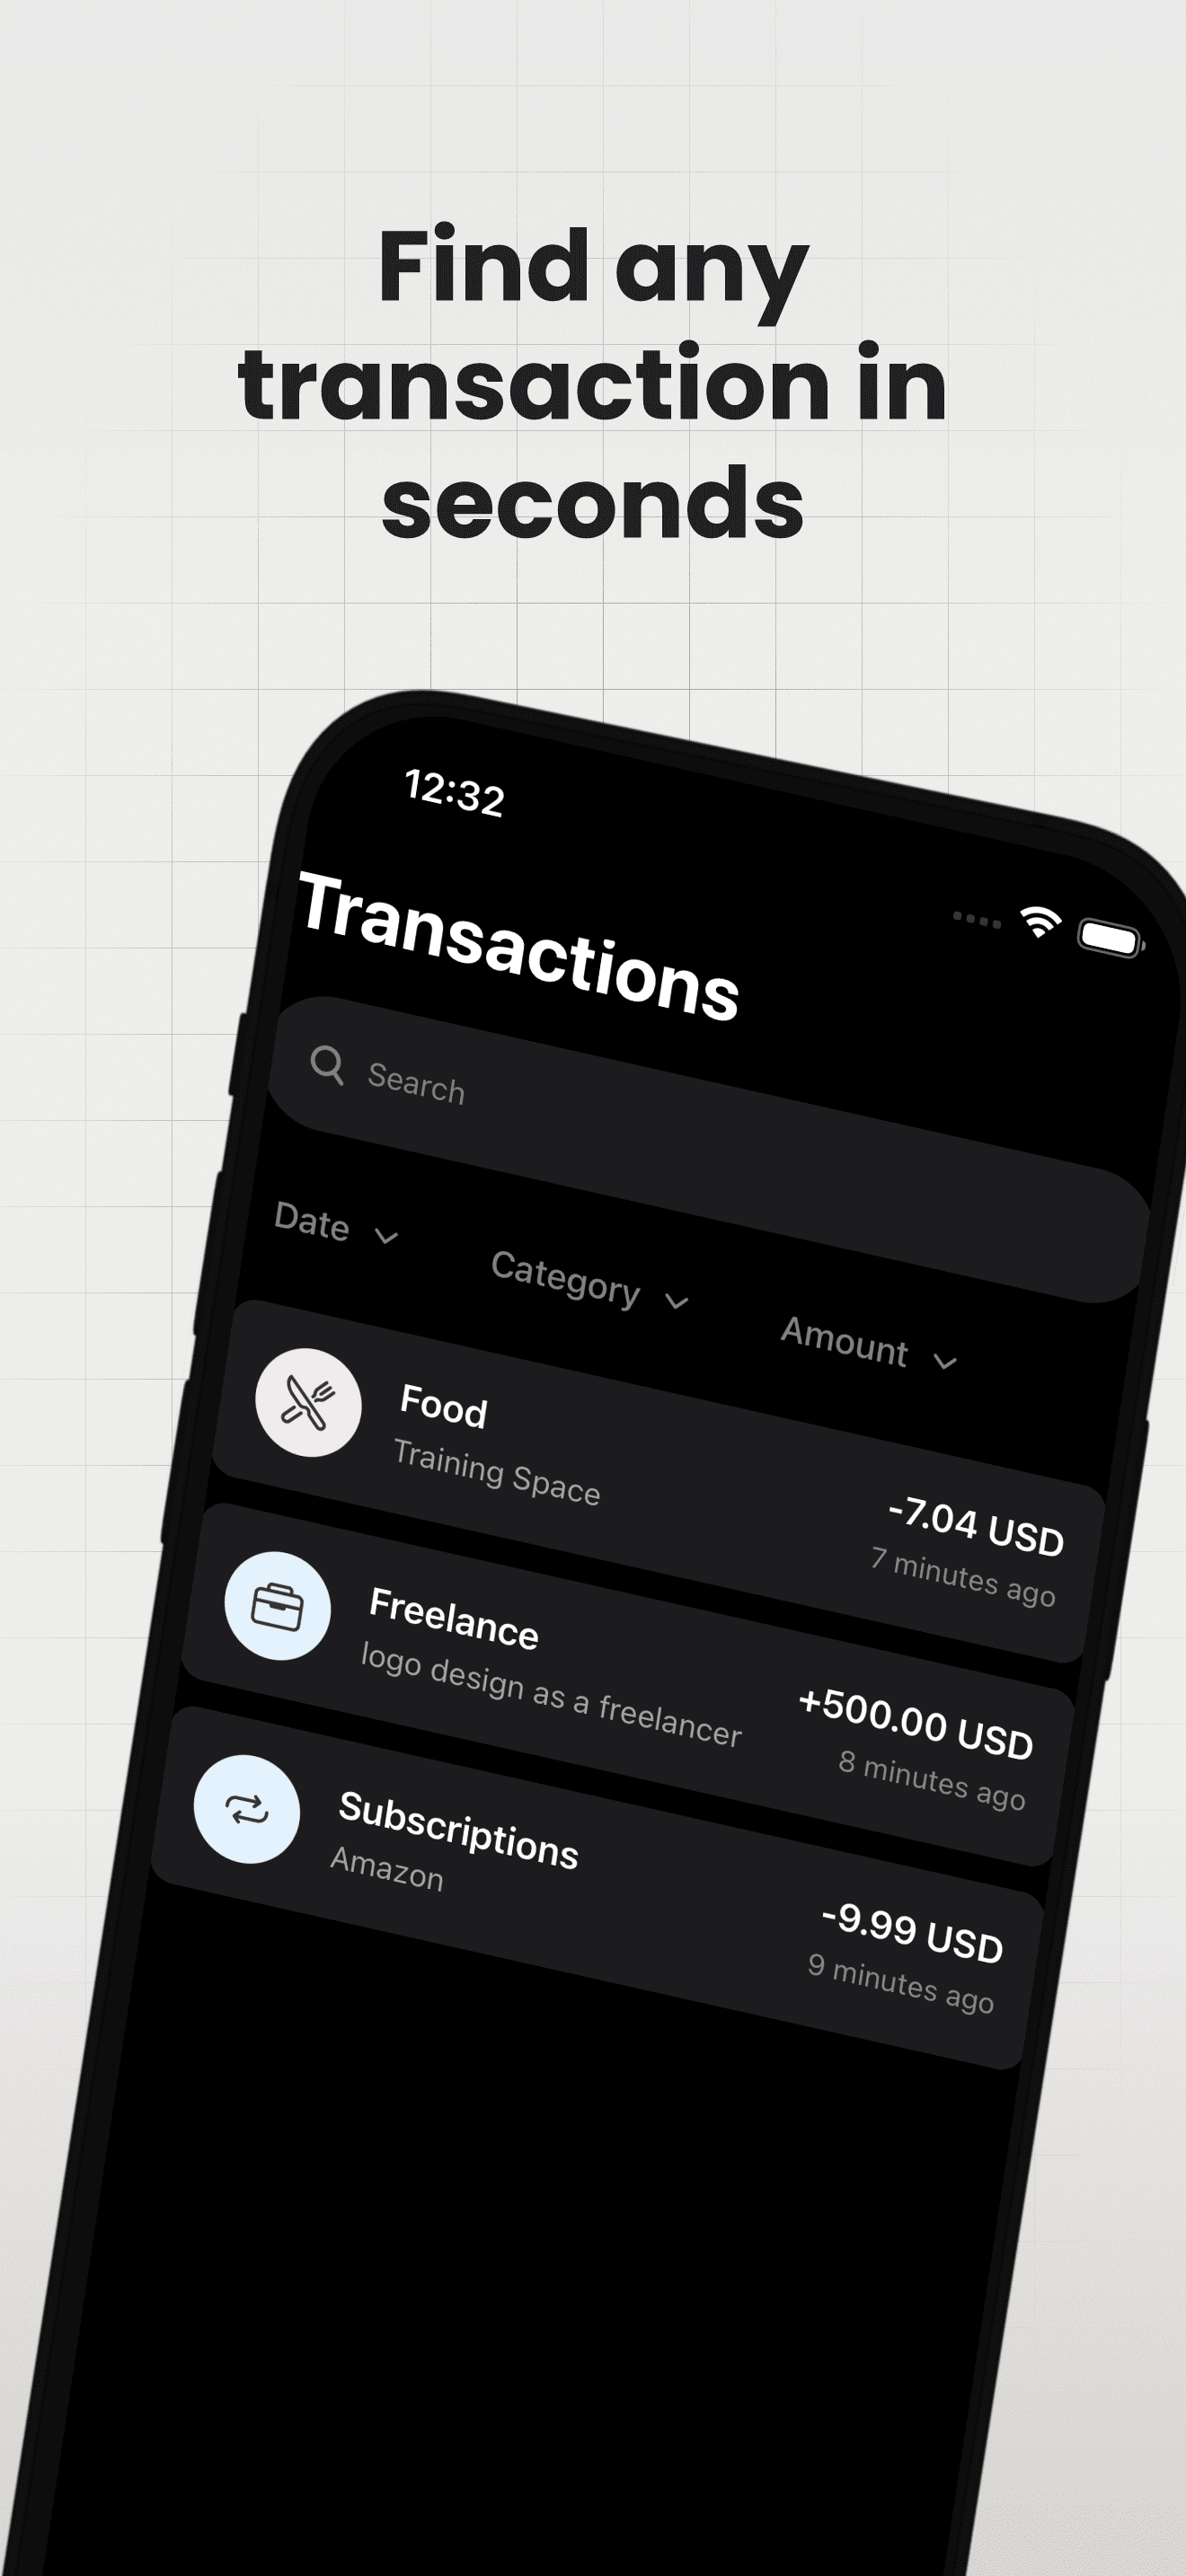 Find any
transaction in
seconds
12:32
Transactions
Search
Date
Category
Amount
Food
Training Space
-7.04 USD
7 minutes ago
Freelance
logo design as a freelancer
+500.00 USD
8 minutes ago
Subscriptions
Amazon
-9.99 USD
9 minutes ago